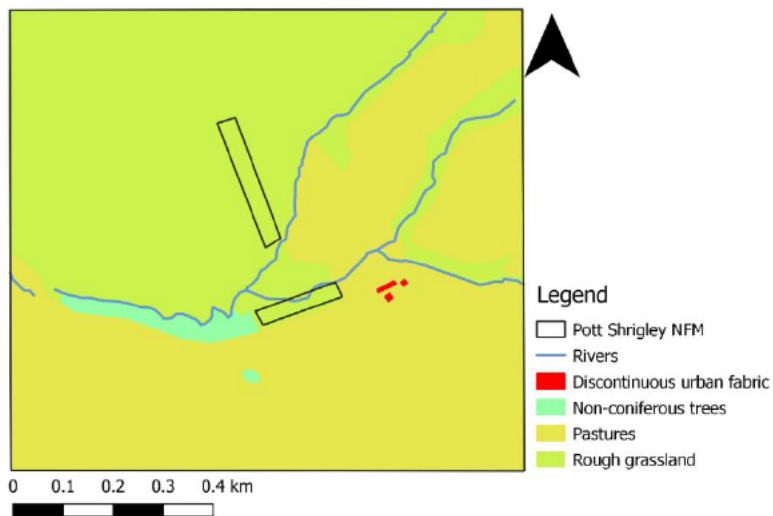 Legend
Pott Shrigley NFM
Rivers
Discontinuous urban fabric
Non-coniferous trees
Pastures
Rough grassland
0 0.1 0.2 0.3 0.4 km